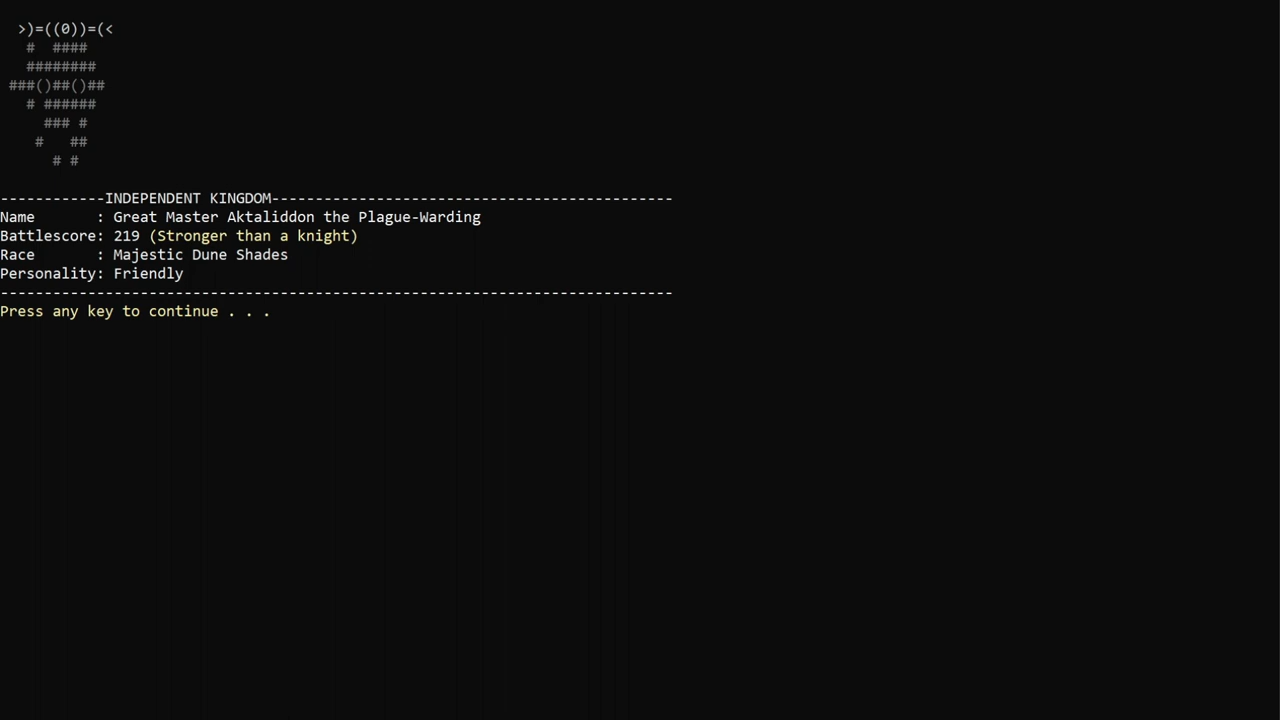 >)=((0))=(<
#  ####
########
###()##()##
# ######
### #
#   ##
# #
------------INDEPENDENT KINGDOM----------------------------------------------
Name       : Great Master Aktaliddon the Plague-Warding
Battlescore: 219 (Stronger than a knight)
Race       : Majestic Dune Shades
Personality: Friendly
-----------------------------------------------------------------------------
Press any key to continue . . .